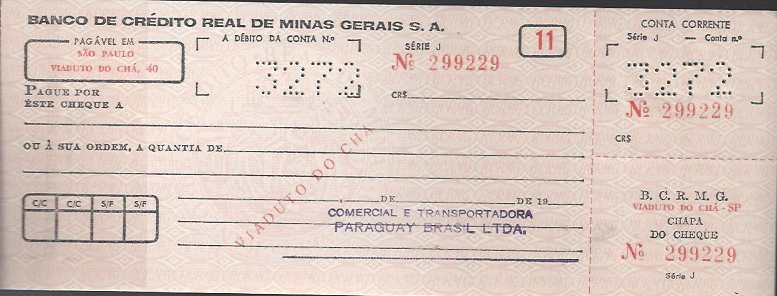 BANCO DE CRÉDITO REAL DE MINAS GERAIS S. A.
PAGÁVEL EM
SÃO PAULO
VIADUTO DO CHÁ, 40
A DÉBITO DA CONTA N.º
3272
SÉRIE J
Nº 299229
11
CR$
PAGUE POR
ÊSTE CHEQUE A
OU À SUA ORDEM, A QUANTIA DE
VIADUTO DO CHÁ
C/C C/C S/F S/F
, DE DE 19
COMERCIAL E TRANSPORTADORA
PARAGUAY BRASIL LTDA.
CONTA CORRENTE
Série J — Conta n.º
3272
Nº 299229
CR$
B. C. R. M. G.
VIADUTO DO CHÁ - SP
CHAPA
DO CHEQUE
Nº 299229
Série J